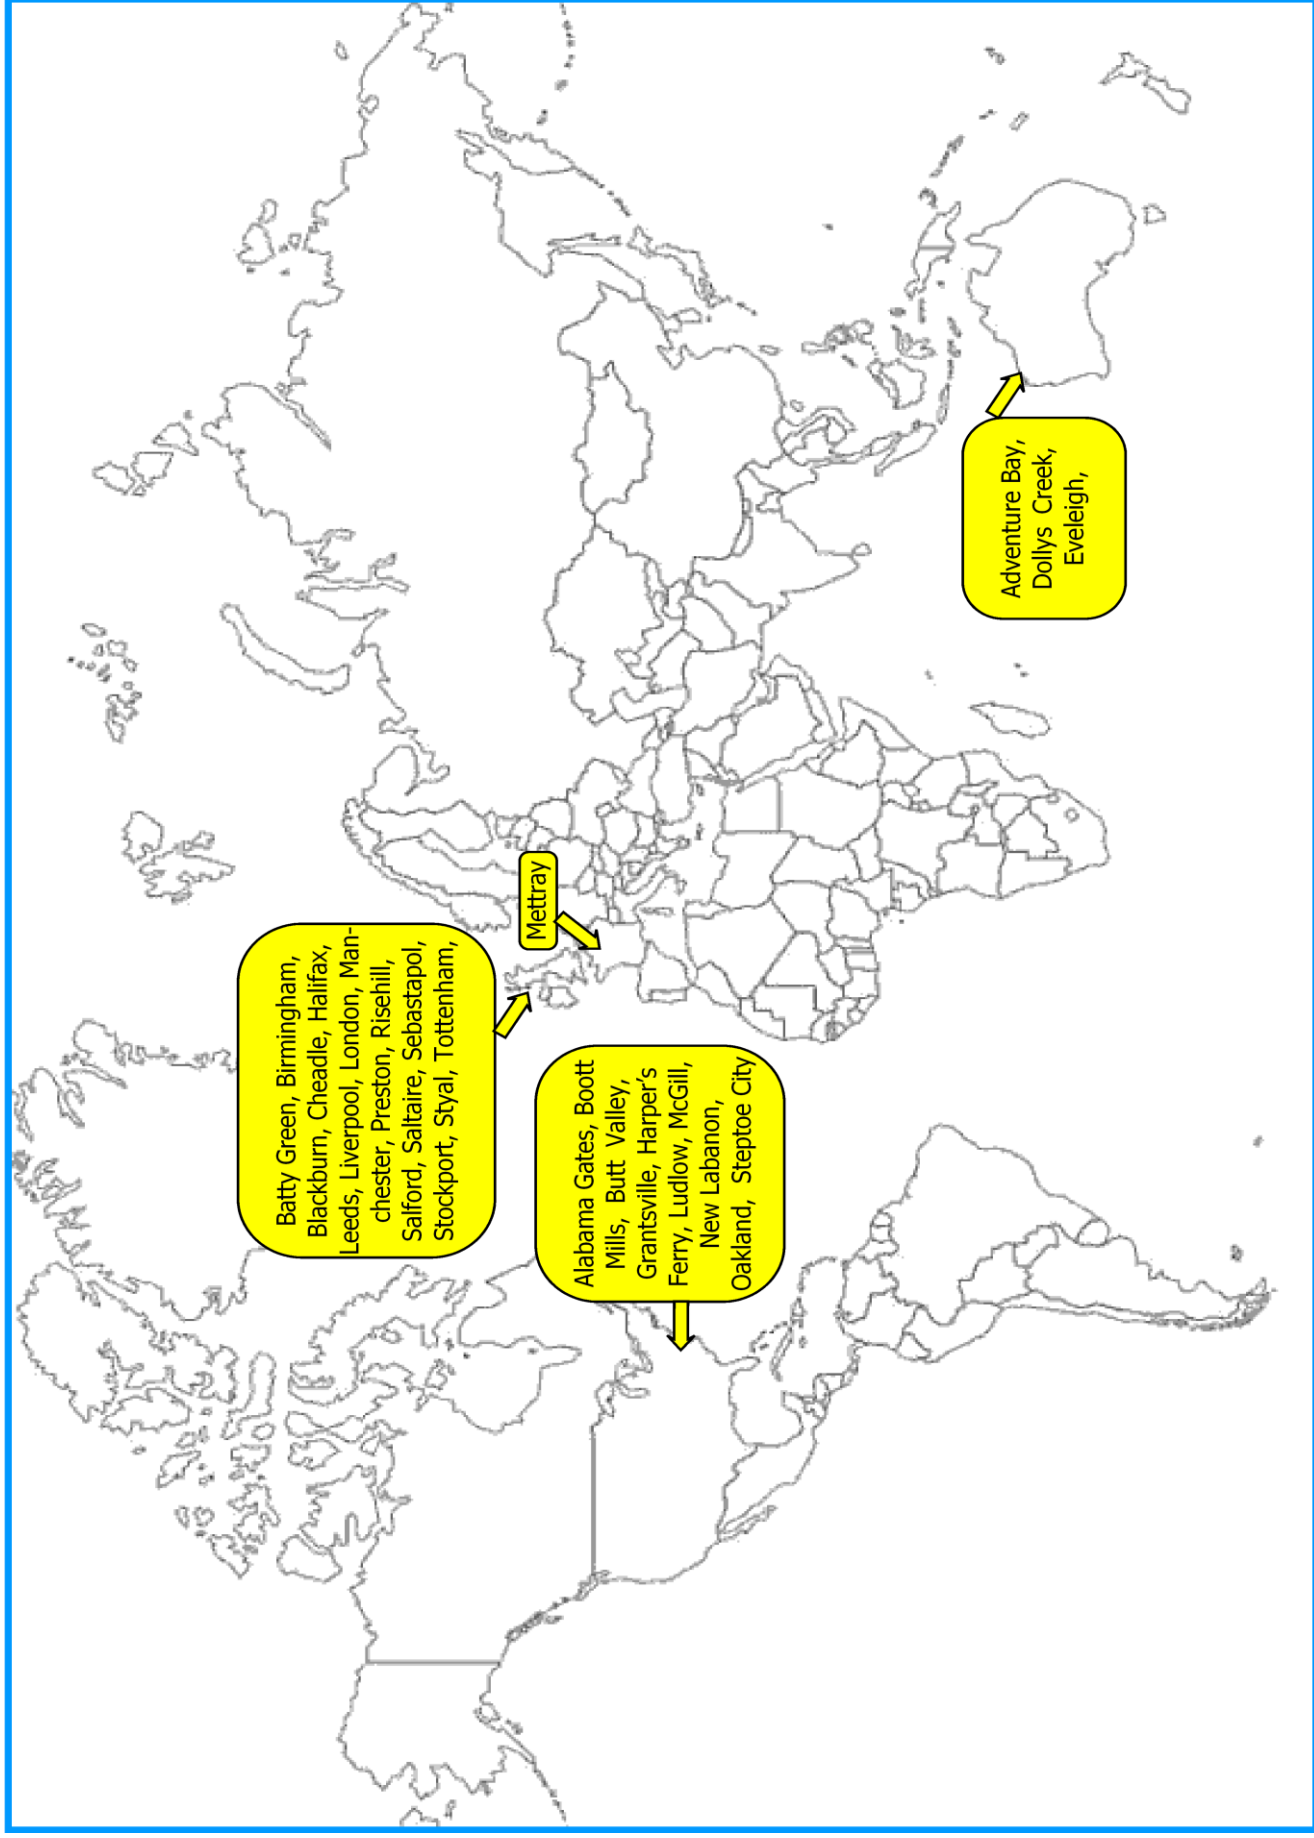 Batty Green, Birmingham,
Blackburn, Cheadle, Halifax,
Leeds, Liverpool, London, Man-
chester, Preston, Risehill,
Salford, Saltaire, Sebastapol,
Stockport, Styal, Tottenham,
Mettray
Alabama Gates, Boott
Mills, Butt Valley,
Grantsville, Harper's
Ferry, Ludlow, McGill,
New Labanon,
Oakland, Steptoe City
Adventure Bay,
Dollys Creek,
Eveleigh,